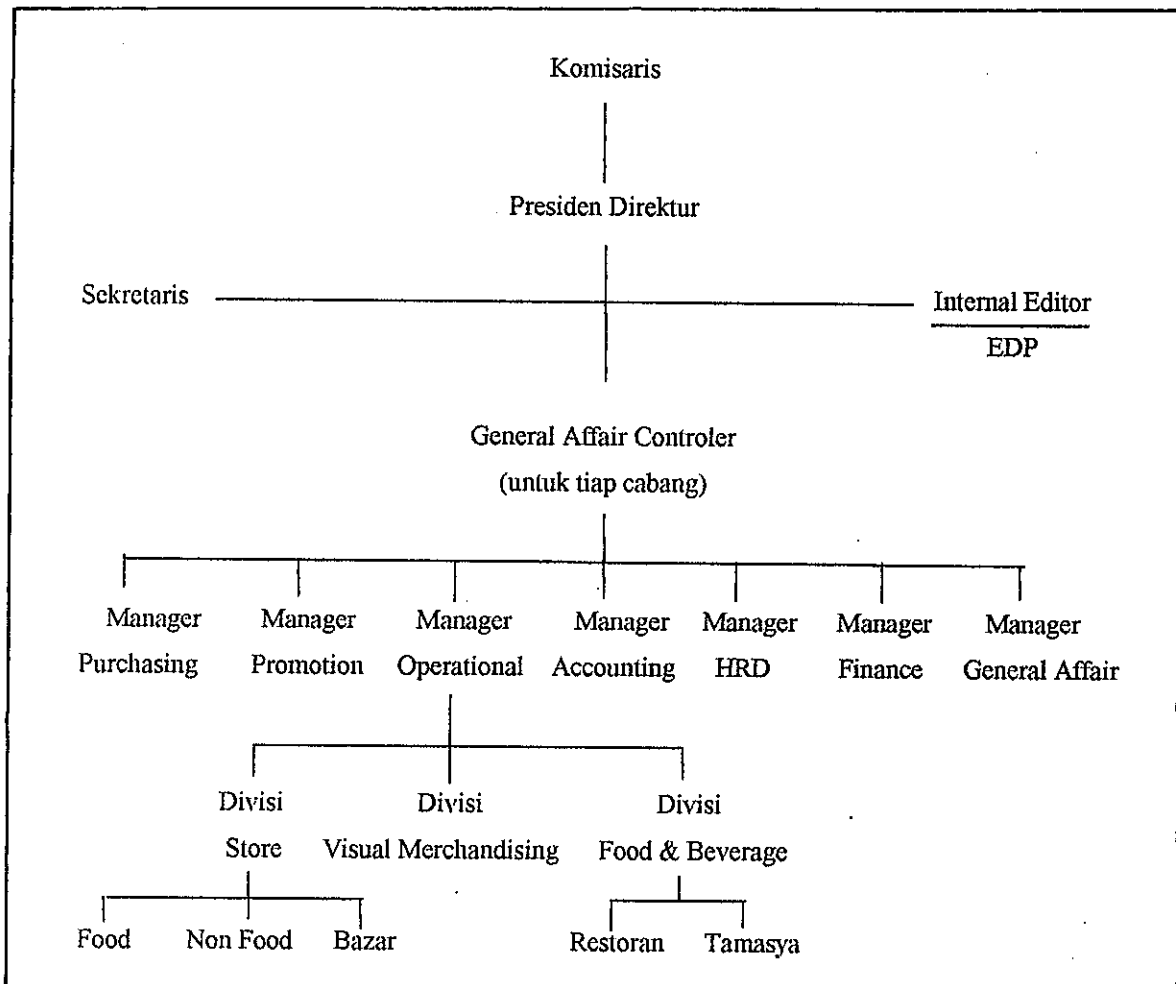 Komisaris
Presiden Direktur
Sekretaris
Internal Editor
EDP
General Affair Controler
(untuk tiap cabang)
Manager
Purchasing
Manager
Promotion
Manager
Operational
Manager
Accounting
Manager
HRD
Manager
Finance
Manager
General Affair
Divisi
Store
Divisi
Visual Merchandising
Divisi
Food & Beverage
Food
Non Food
Bazar
Restoran
Tamasya